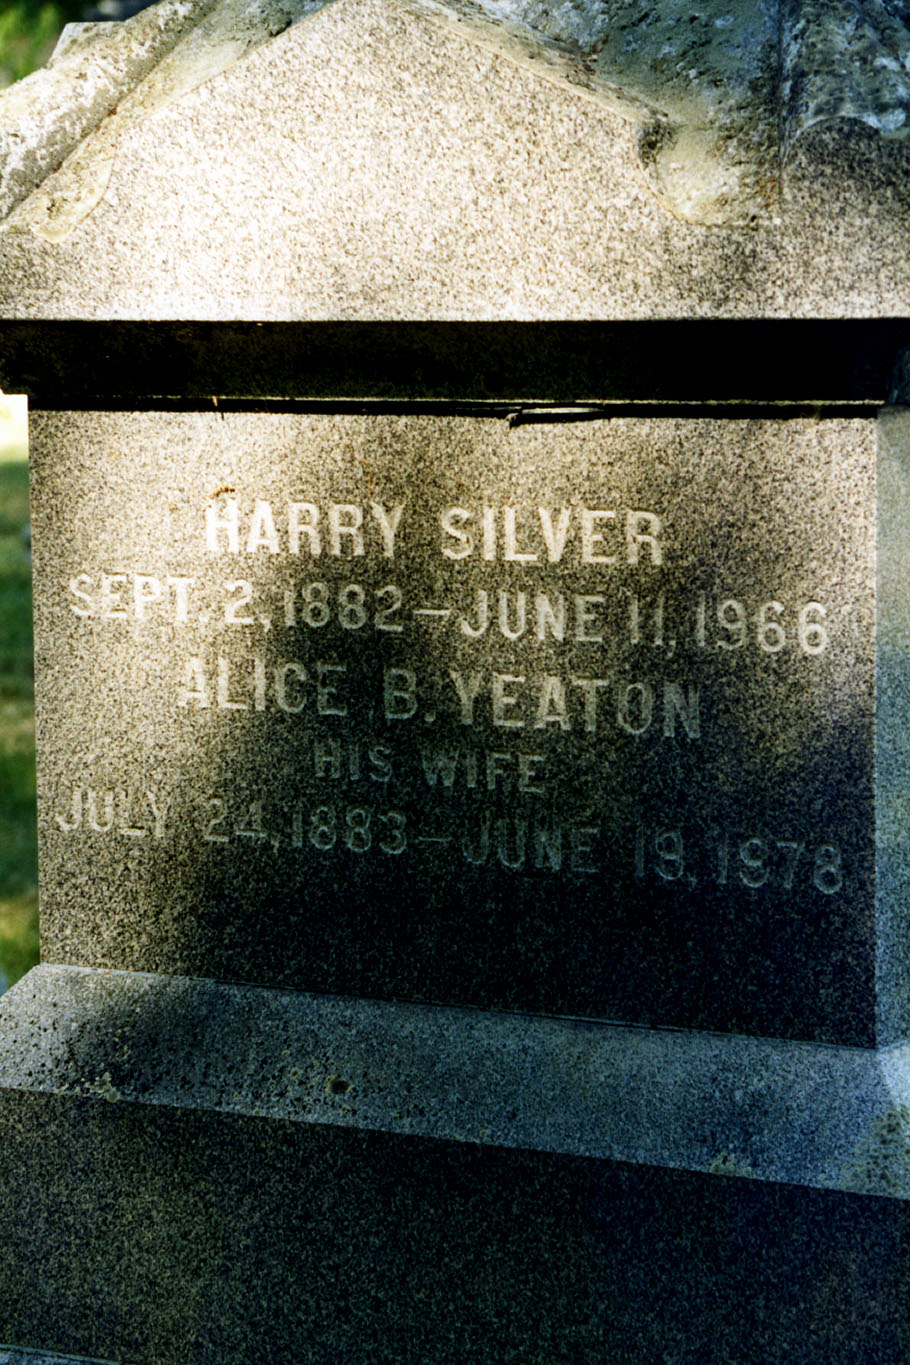 HARRY SILVER
SEPT. 2, 1882 – JUNE 11, 1966
ALICE B. YEATON
HIS WIFE
JULY 24, 1883 – JUNE 19, 1978